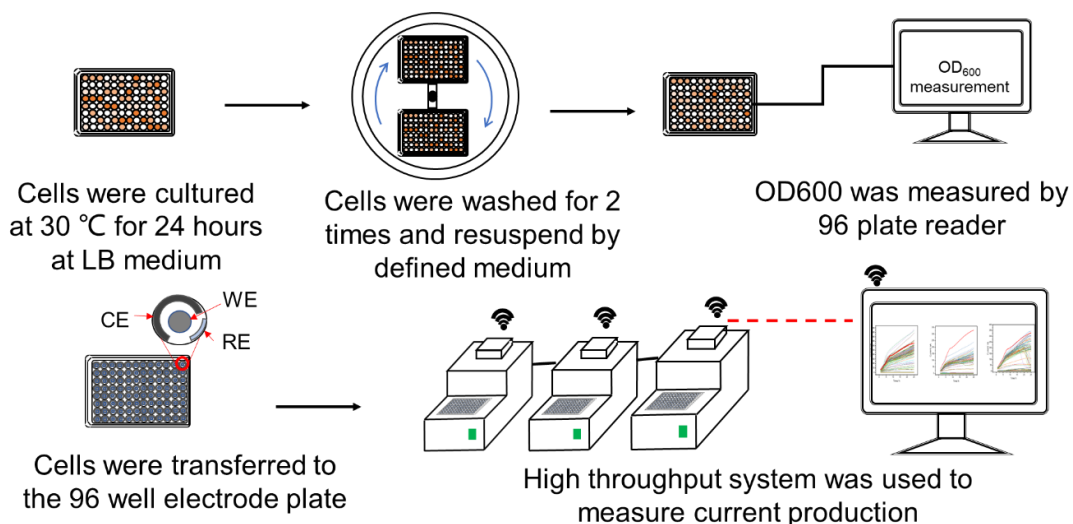 OD600
measurement
Cells were cultured
at 30 ℃ for 24 hours
at LB medium
Cells were washed for 2
times and resuspend by
defined medium
OD600 was measured by
96 plate reader
CE
WE
RE
Cells were transferred to
the 96 well electrode plate
High throughput system was used to
measure current production